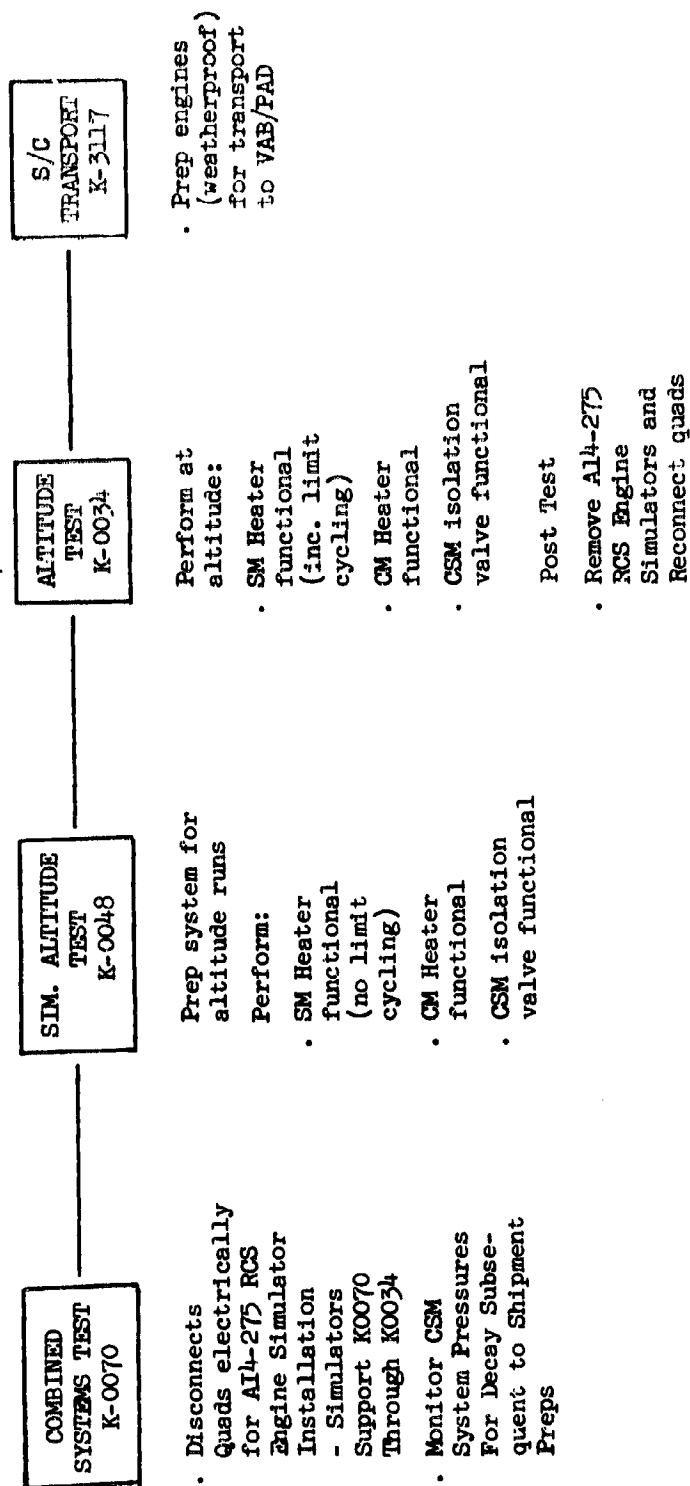 COMBINED
SYSTEMS TEST
K-0070
. Disconnects
Quads electrically
for A14-275 RCS
Engine Simulator
Installation
- Simulators
Support K0070
Through K0034
. Monitor CSM
System Pressures
For Decay Subse-
quent to Shipment
Preps
SIM. ALTITUDE
TEST
K-0048
Prep system for
altitude runs
Perform:
. SM Heater
functional
(no limit
cycling)
. CM Heater
functional
. CSM isolation
valve functional
ALTITUDE
TEST
K-0034
Perform at
altitude:
. SM Heater
functional
(inc. limit
cycling)
. CM Heater
functional
. CSM isolation
valve functional
Post Test
. Remove A14-275
RCS Engine
Simulators and
Reconnect quads
S/C
TRANSPORT
K-3117
. Prep engines
(weatherproof)
for transport
to VAB/PAD